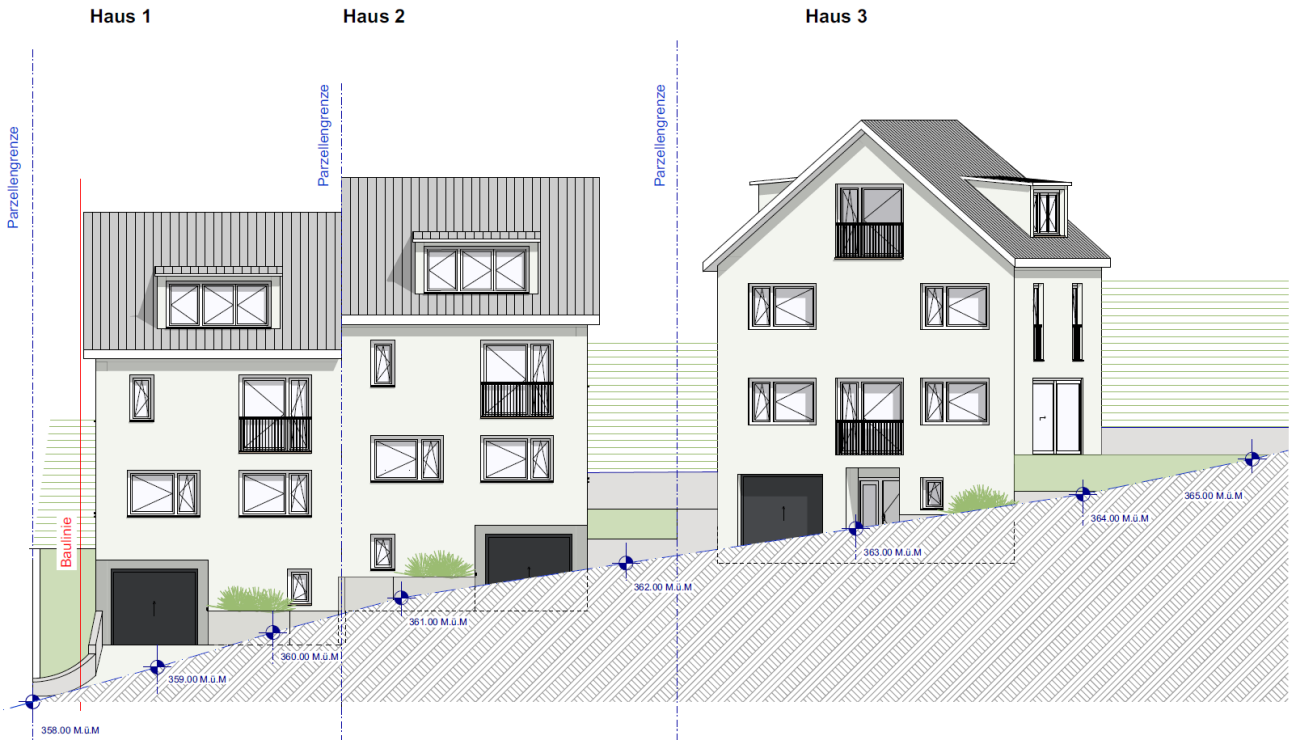 Haus 1
Haus 2
Haus 3
Parzellengrenze
Parzellengrenze
Parzellengrenze
Baulinie
358.00 M.ü.M
359.00 M.ü.M
360.00 M.ü.M
361.00 M.ü.M
362.00 M.ü.M
363.00 M.ü.M
364.00 M.ü.M
365.00 M.ü.M